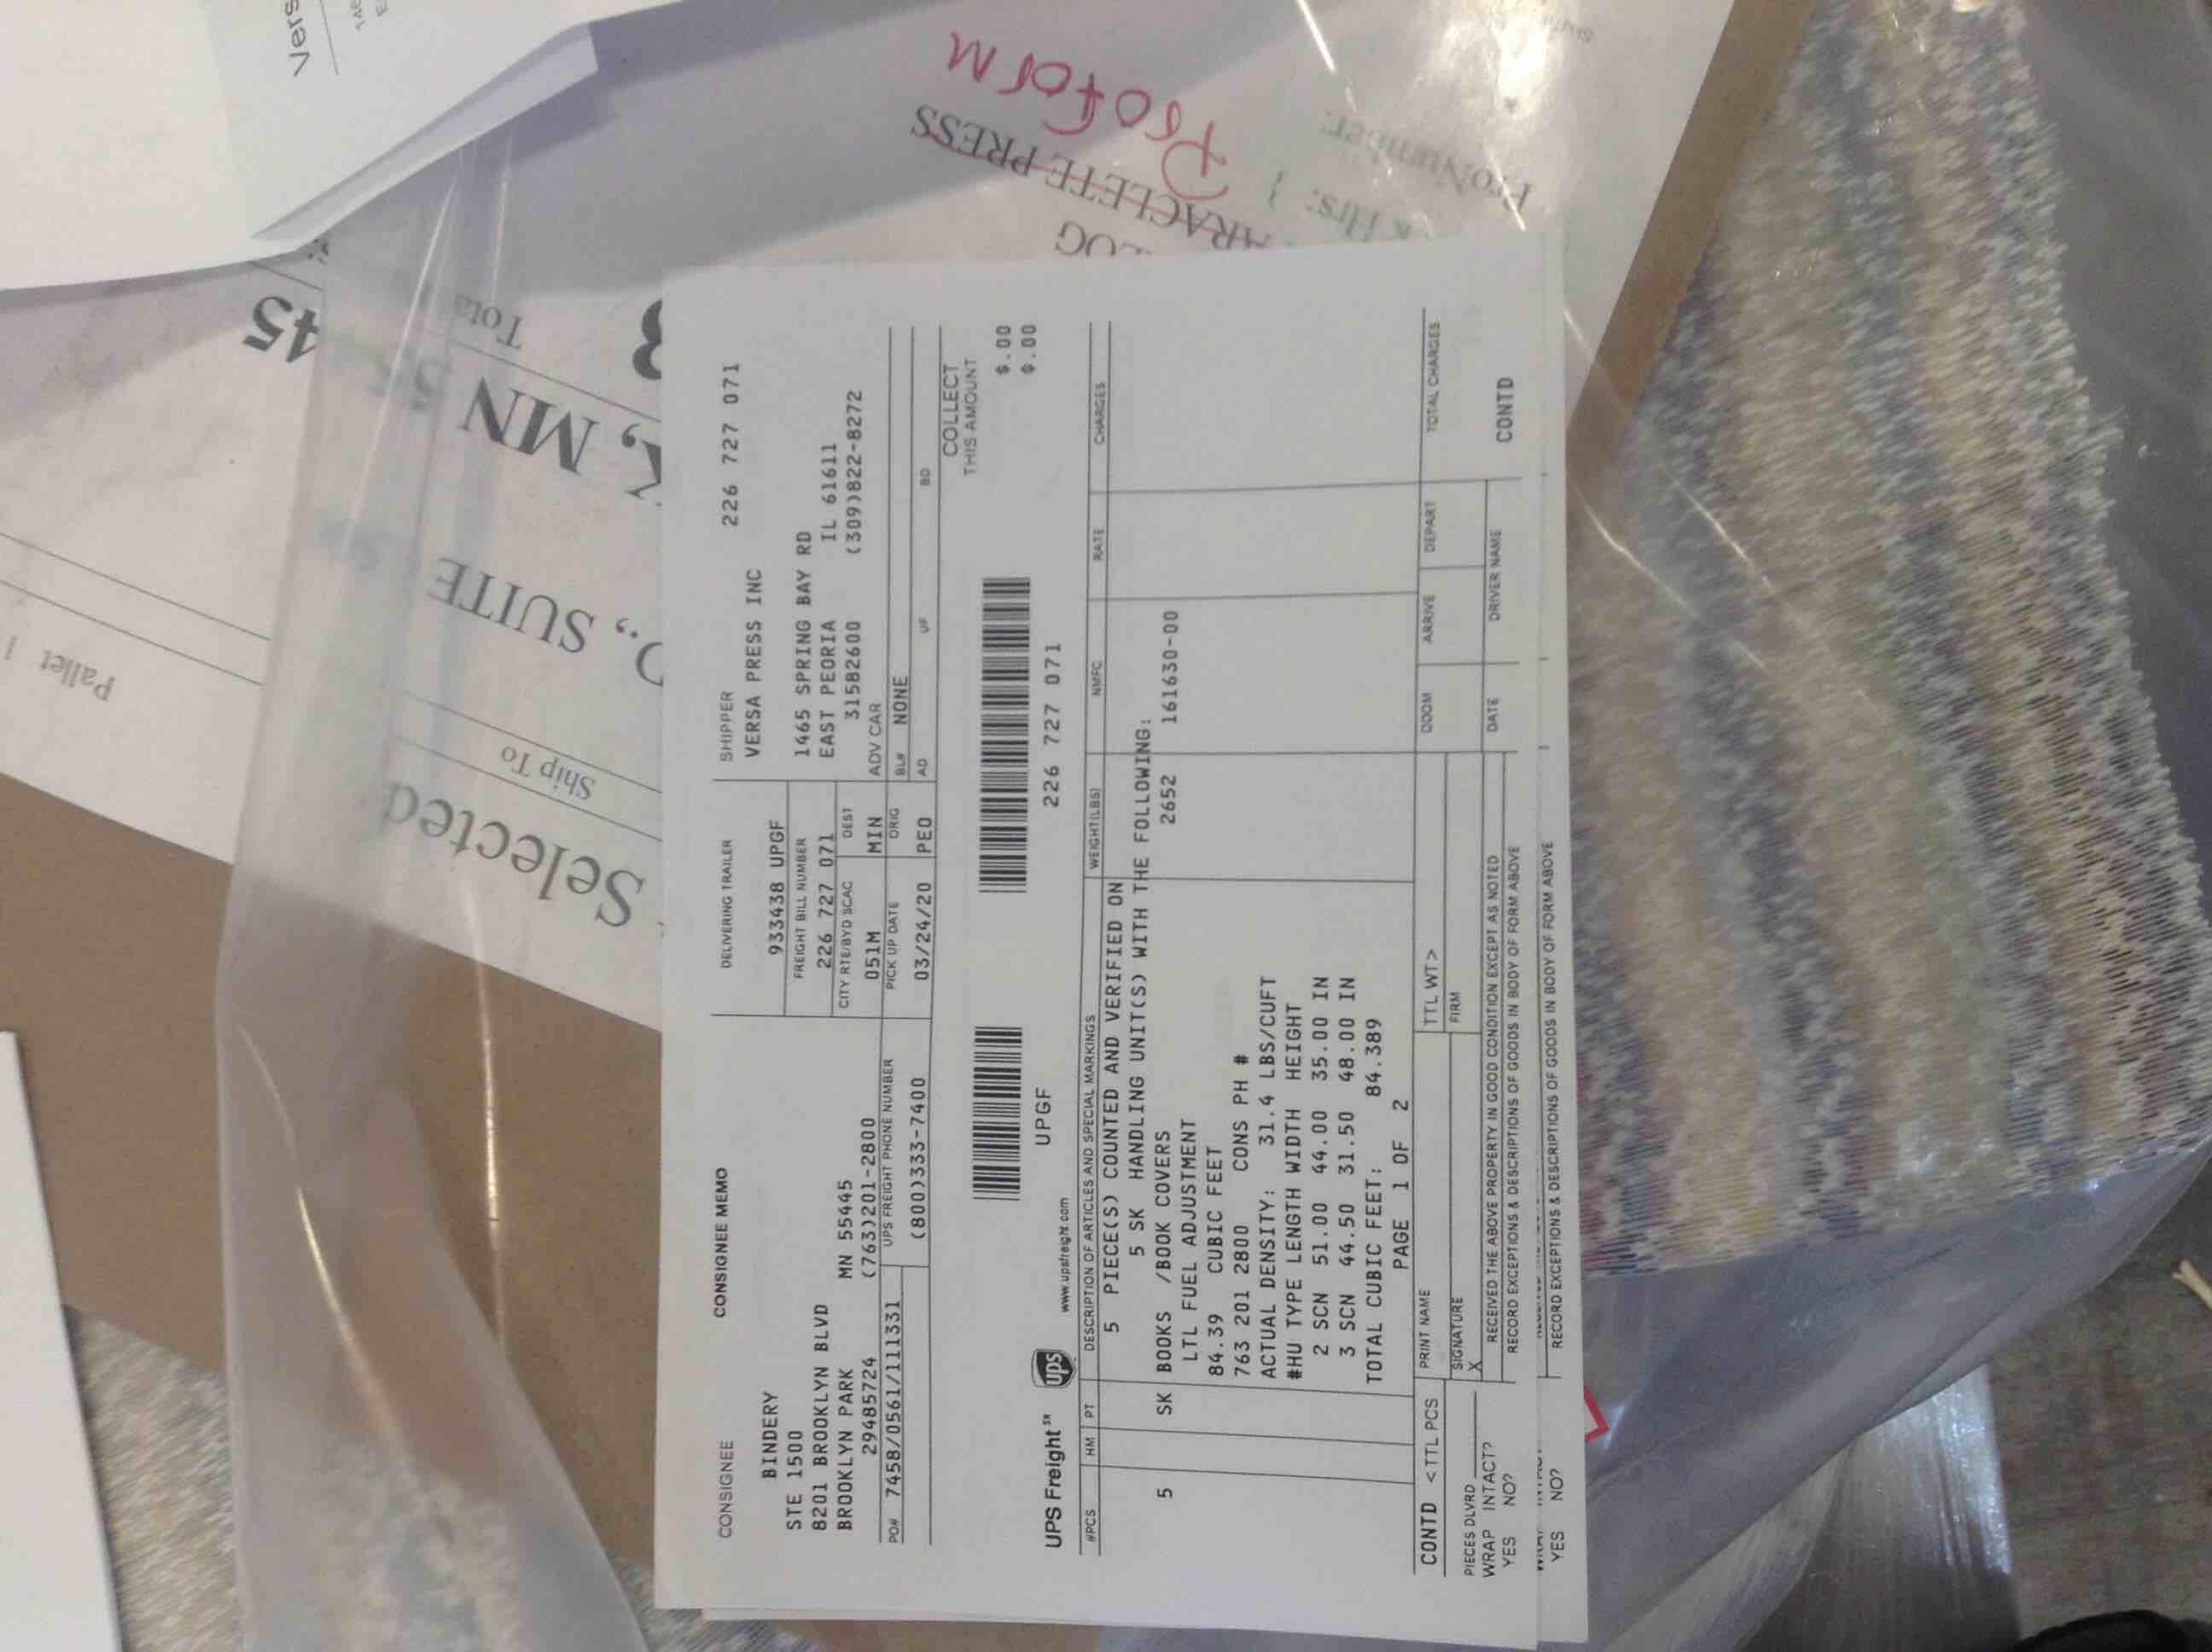 CONSIGNEE CONSIGNEE MEMO DELIVERING TRAILER SHIPPER 226 727 071
BINDERY 933438 UPGF VERSA PRESS INC
STE 1500 FREIGHT BILL NUMBER 1465 SPRING BAY RD
8201 BROOKLYN BLVD 226 727 071 EAST PEORIA IL 61611
BROOKLYN PARK MN 55445 CITY RTE/BYD SCAC DEST 31582600 (309)822-8272
29485724 (763)201-2800 051M MIN ADV CAR
PO# 7458/0561/111331 UPS FREIGHT PHONE NUMBER PICK UP DATE ORIG BL# NONE
(800)333-7400 03/24/20 PEO AD UF BD
COLLECT
THIS AMOUNT
$.00
$.00
UPS Freight SM ups www.upsfreight.com UPGF 226 727 071
#PCS HM PT DESCRIPTION OF ARTICLES AND SPECIAL MARKINGS WEIGHT(LBS) NMFC RATE CHARGES
5 PIECE(S) COUNTED AND VERIFIED ON
5 SK HANDLING UNIT(S) WITH THE FOLLOWING:
5 SK BOOKS /BOOK COVERS 2652 161630-00
LTL FUEL ADJUSTMENT
84.39 CUBIC FEET
763 201 2800 CONS PH #
ACTUAL DENSITY: 31.4 LBS/CUFT
#HU TYPE LENGTH WIDTH HEIGHT
2 SCN 51.00 44.00 35.00 IN
3 SCN 44.50 31.50 48.00 IN
TOTAL CUBIC FEET: 84.389
PAGE 1 OF 2
CONTD <TTL PCS PRINT NAME TTL WT> ODOM ARRIVE DEPART TOTAL CHARGES
PIECES DLVRD SIGNATURE FIRM
WRAP INTACT? X
YES NO? RECEIVED THE ABOVE PROPERTY IN GOOD CONDITION EXCEPT AS NOTED DATE DRIVER NAME CONTD
RECORD EXCEPTIONS & DESCRIPTIONS OF GOODS IN BODY OF FORM ABOVE
YES NO? RECORD EXCEPTIONS & DESCRIPTIONS OF GOODS IN BODY OF FORM ABOVE
Pallet 1
Selected
Ship To
SUITE
, MN
45
PARACLETE PRESS
ProNumber: